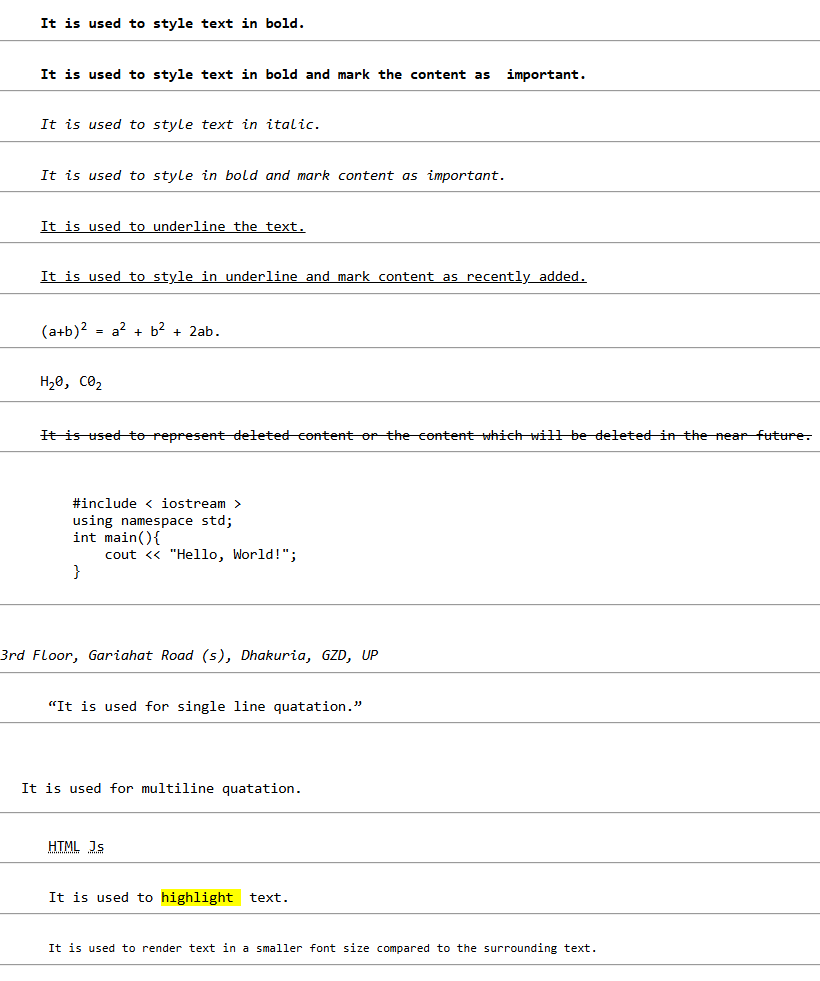 It is used to style text in bold.
It is used to style text in bold and mark the content as  important.
It is used to style text in italic.
It is used to style in bold and mark content as important.
It is used to underline the text.
It is used to style in underline and mark content as recently added.
(a+b)² = a² + b² + 2ab.
H₂0, C0₂
It is used to represent deleted content or the content which will be deleted in the near future.
#include < iostream >
using namespace std;
int main(){
    cout << "Hello, World!";
}
3rd Floor, Gariahat Road (s), Dhakuria, GZD, UP
“It is used for single line quatation.”
It is used for multiline quatation.
HTML Js
It is used to highlight  text.
It is used to render text in a smaller font size compared to the surrounding text.